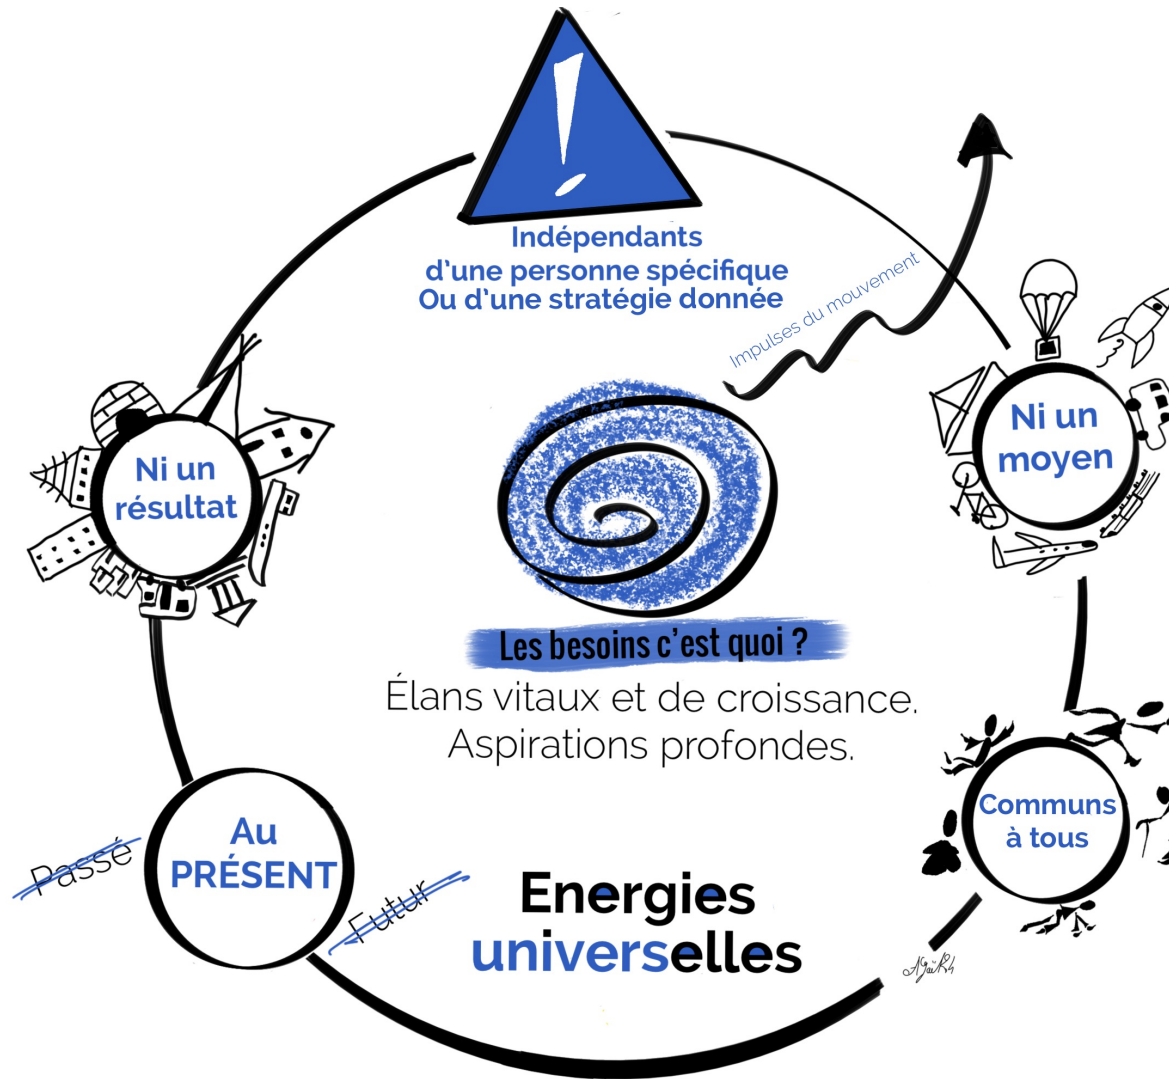 !
Indépendants
d'une personne spécifique
Ou d'une stratégie donnée
Impulses du mouvement
Ni un
moyen
Ni un
résultat
Les besoins c'est quoi ?
Élans vitaux et de croissance.
Aspirations profondes.
Communs
à tous
Au
PRÉSENT
Passé
Futur
Energies
universelles